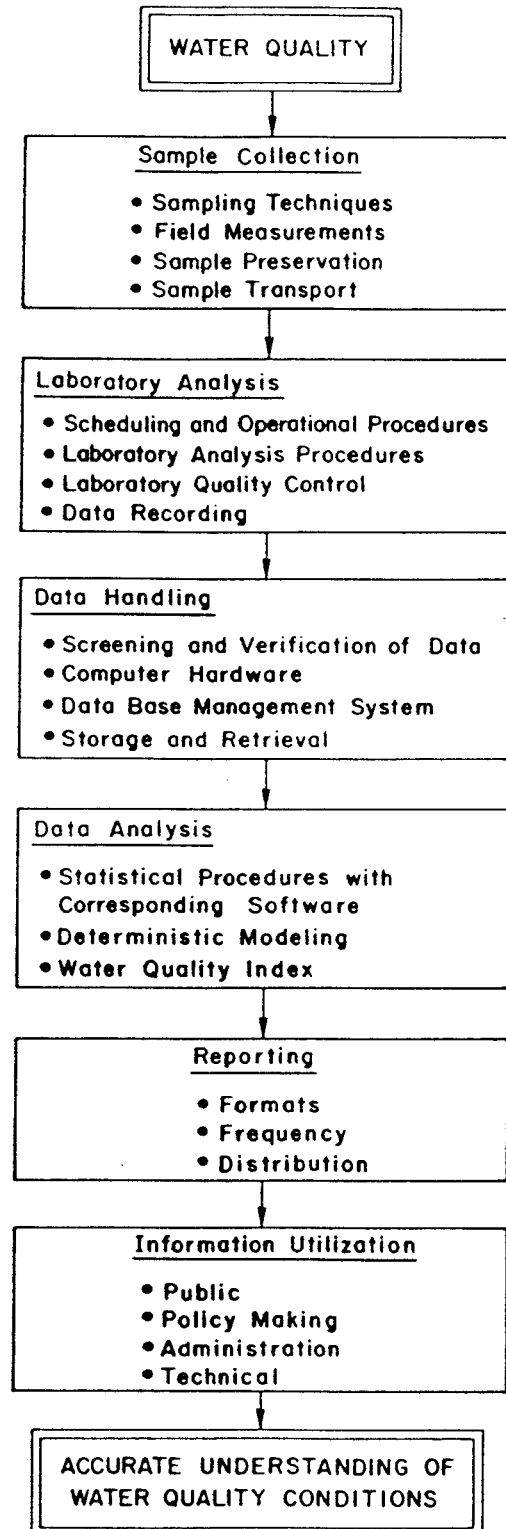 WATER QUALITY
Sample Collection
• Sampling Techniques
• Field Measurements
• Sample Preservation
• Sample Transport
Laboratory Analysis
• Scheduling and Operational Procedures
• Laboratory Analysis Procedures
• Laboratory Quality Control
• Data Recording
Data Handling
• Screening and Verification of Data
• Computer Hardware
• Data Base Management System
• Storage and Retrieval
Data Analysis
• Statistical Procedures with
Corresponding Software
• Deterministic Modeling
• Water Quality Index
Reporting
• Formats
• Frequency
• Distribution
Information Utilization
• Public
• Policy Making
• Administration
• Technical
ACCURATE UNDERSTANDING OF
WATER QUALITY CONDITIONS